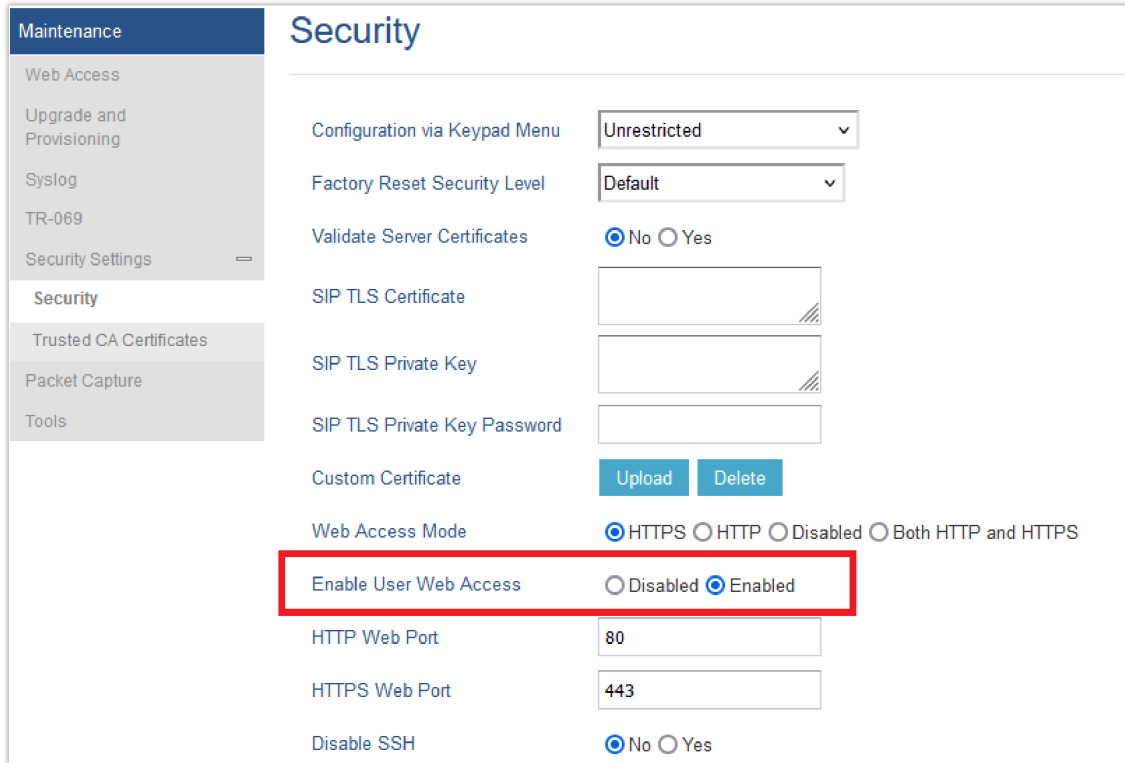 Maintenance
Web Access
Upgrade and
Provisioning
Syslog
TR-069
Security Settings
Security
Trusted CA Certificates
Packet Capture
Tools
Security
Configuration via Keypad Menu Unrestricted
Factory Reset Security Level Default
Validate Server Certificates No Yes
SIP TLS Certificate
SIP TLS Private Key
SIP TLS Private Key Password
Custom Certificate Upload Delete
Web Access Mode HTTPS HTTP Disabled Both HTTP and HTTPS
Enable User Web Access Disabled Enabled
HTTP Web Port 80
HTTPS Web Port 443
Disable SSH No Yes